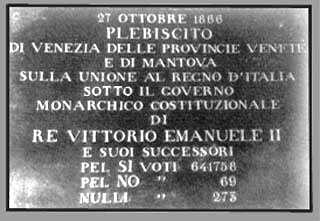 27 OTTOBRE 1866
PLEBISCITO
DI VENEZIA DELLE PROVINCIE VENETE
E DI MANTOVA
SULLA UNIONE AL REGNO D'ITALIA
SOTTO IL GOVERNO
MONARCHICO COSTITUZIONALE
DI
RE VITTORIO EMANUELE II
E SUOI SUCCESSORI
PEL SI VOTI 641758
PEL NO " 69
NULLI " 273